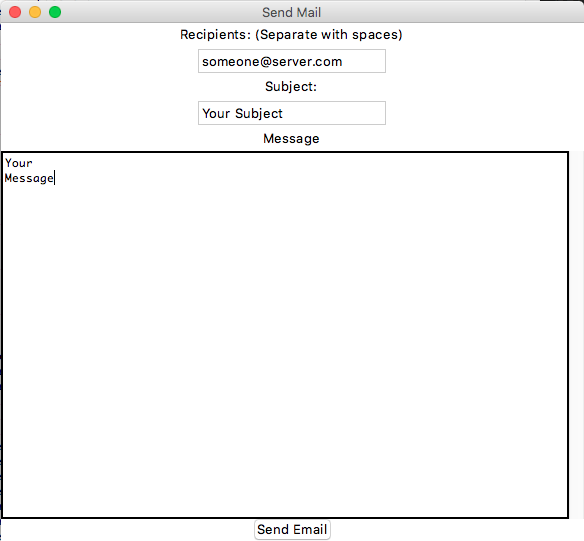 Send Mail
Recipients: (Separate with spaces)
someone@server.com
Subject:
Your Subject
Message
Your
Message
Send Email